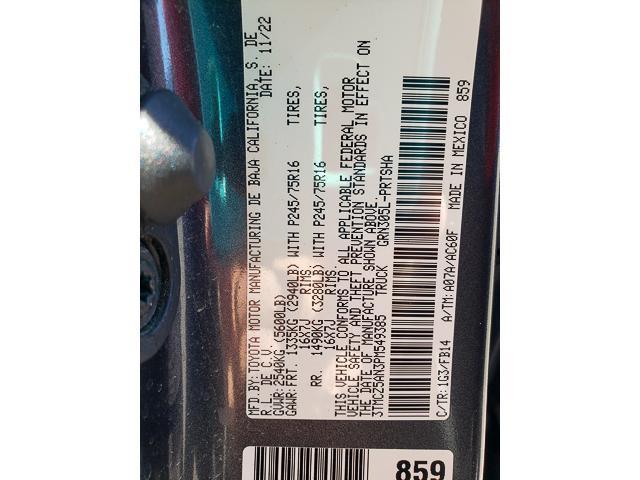 MFD.BY:TOYOTA MOTOR MANUFACTURING DE BAJA CALIFORNIA, S. DE
R.L. DE C.V. DATE: 11/22
GVWR:2540KG (5600LB)
GAWR:FRT. 1335KG (2940LB) WITH P245/75R16 TIRES,
16X7J RIMS,
RR. 1490KG (3280LB) WITH P245/75R16 TIRES,
16X7J RIMS.
THIS VEHICLE CONFORMS TO ALL APPLICABLE FEDERAL MOTOR
VEHICLE SAFETY AND THEFT PREVENTION STANDARDS IN EFFECT ON
THE DATE OF MANUFACTURE SHOWN ABOVE.
3TMCZ5AN3PM549385 TRUCK GRN305L-PRTSHA
C/TR:1G3/FB14 A/TM:A07A/AC60F MADE IN MEXICO 859
859